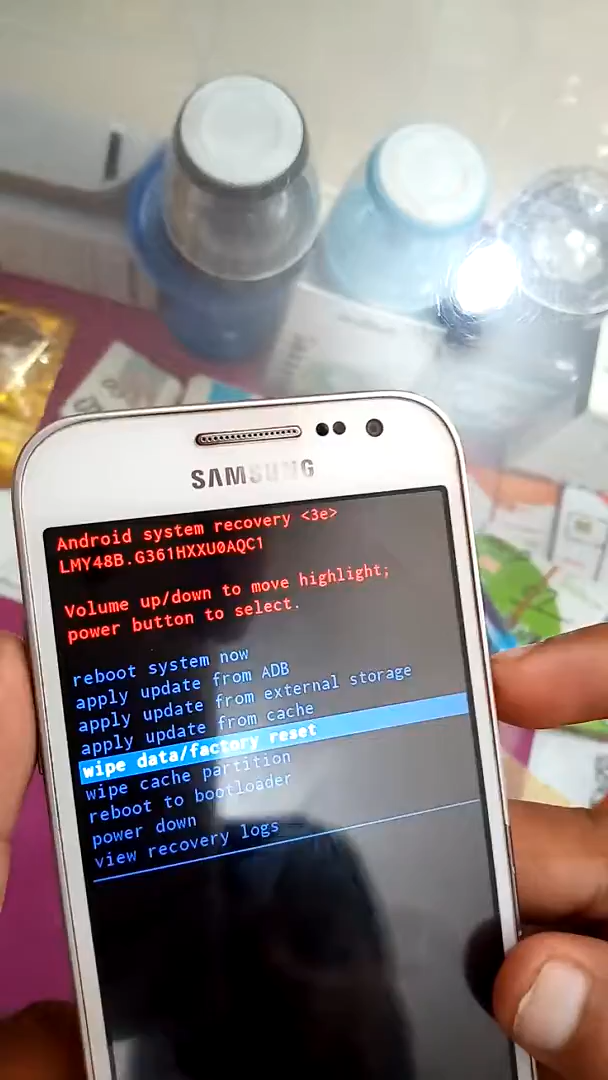 SAMSUNG
Android system recovery <3e>
LMY48B.G361HXXU0AQC1
Volume up/down to move highlight;
power button to select.
reboot system now
apply update from ADB
apply update from external storage
apply update from cache
wipe data/factory reset
wipe cache partition
reboot to bootloader
power down
view recovery logs